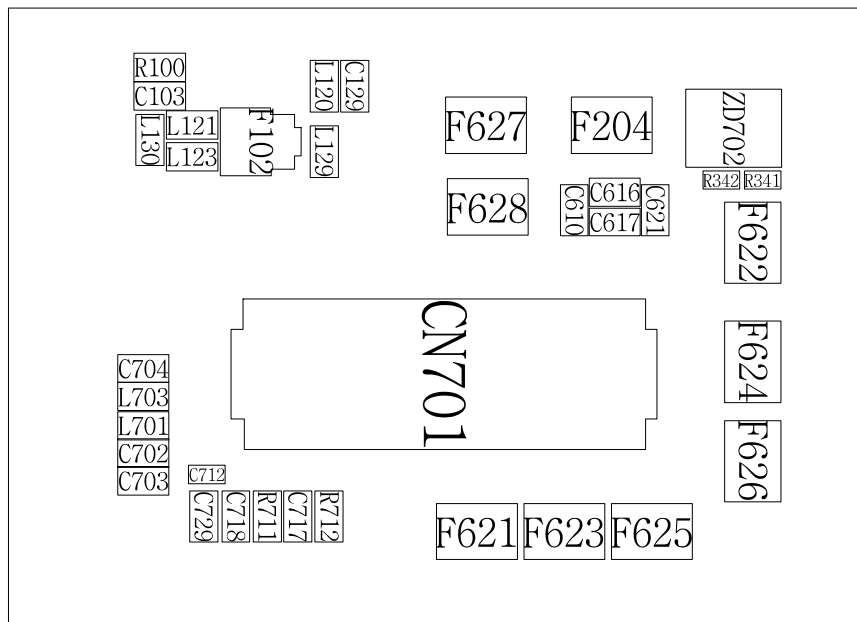 R100
C103
L130
L121
L123
F102
L120
C129
L129
F627
F204
ZD702
R342
R341
F628
C610
C616
C617
C621
F622
CN701
F624
C704
L703
L701
C702
C703
F626
C712
C729
C718
R711
C717
R712
F621
F623
F625